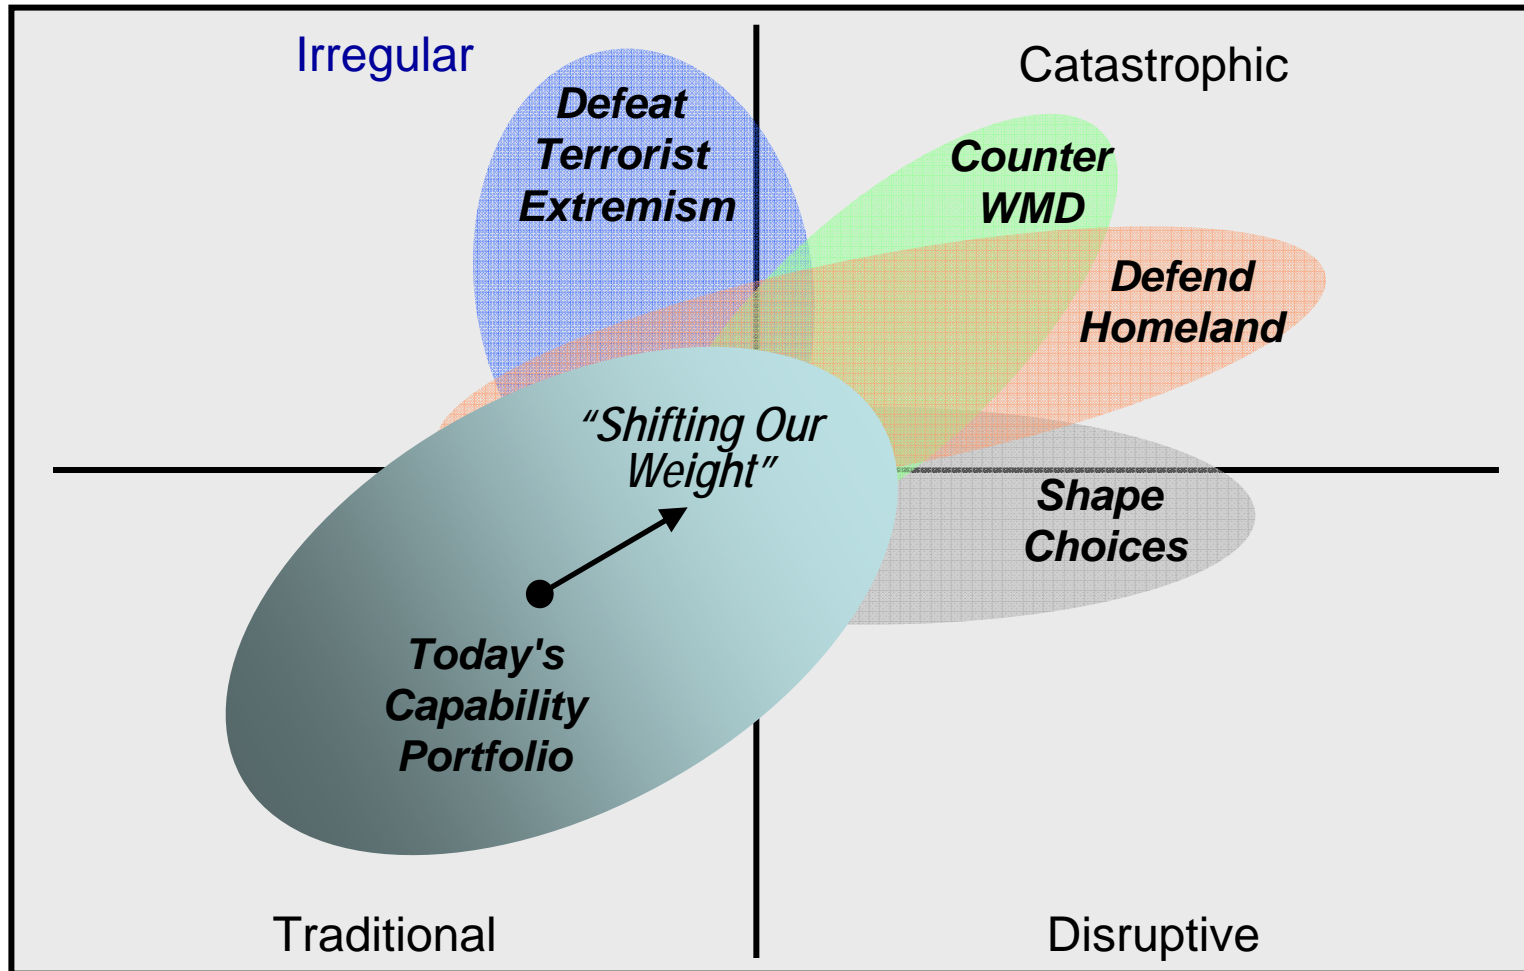 Irregular
Catastrophic
Defeat
Terrorist
Extremism
Counter
WMD
Defend
Homeland
“Shifting Our
Weight”
Shape
Choices
Today's
Capability
Portfolio
Traditional
Disruptive